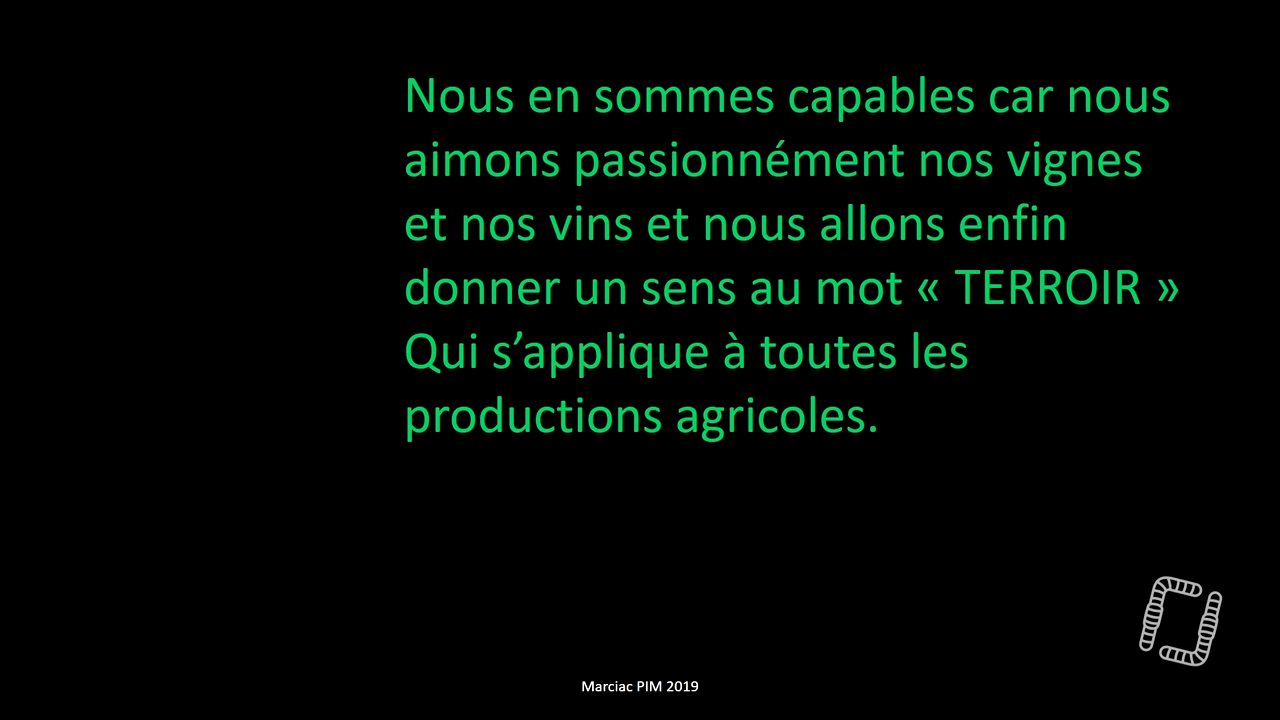 Nous en sommes capables car nous
aimons passionnément nos vignes
et nos vins et nous allons enfin
donner un sens au mot « TERROIR »
Qui s’applique à toutes les
productions agricoles.
Marciac PIM 2019